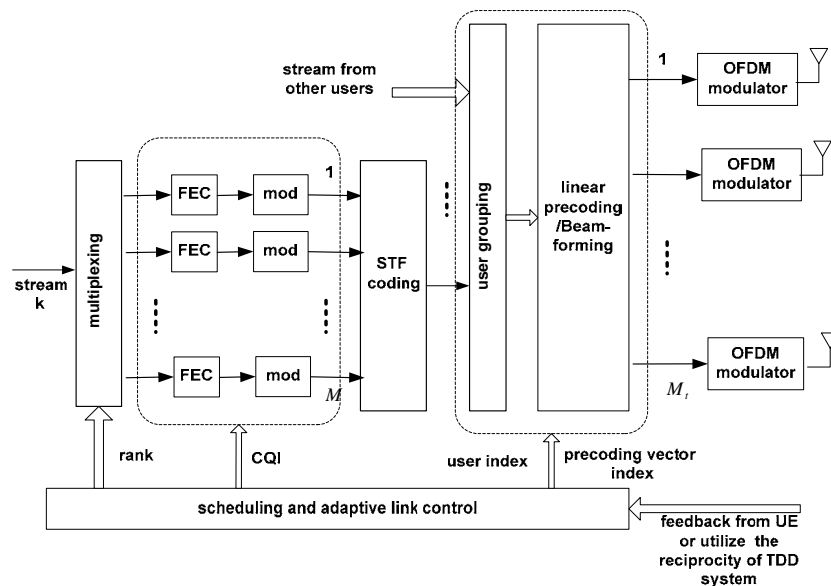 stream from
other users
1
OFDM
modulator
OFDM
modulator
OFDM
modulator
M_t
stream
k
multiplexing
FEC
mod
1
FEC
mod
FEC
mod
M
STF
coding
user grouping
linear
precoding
/Beam-
forming
rank
CQI
user index
precoding vector
index
scheduling and adaptive link control
feedback from UE
or utilize the
reciprocity of TDD
system